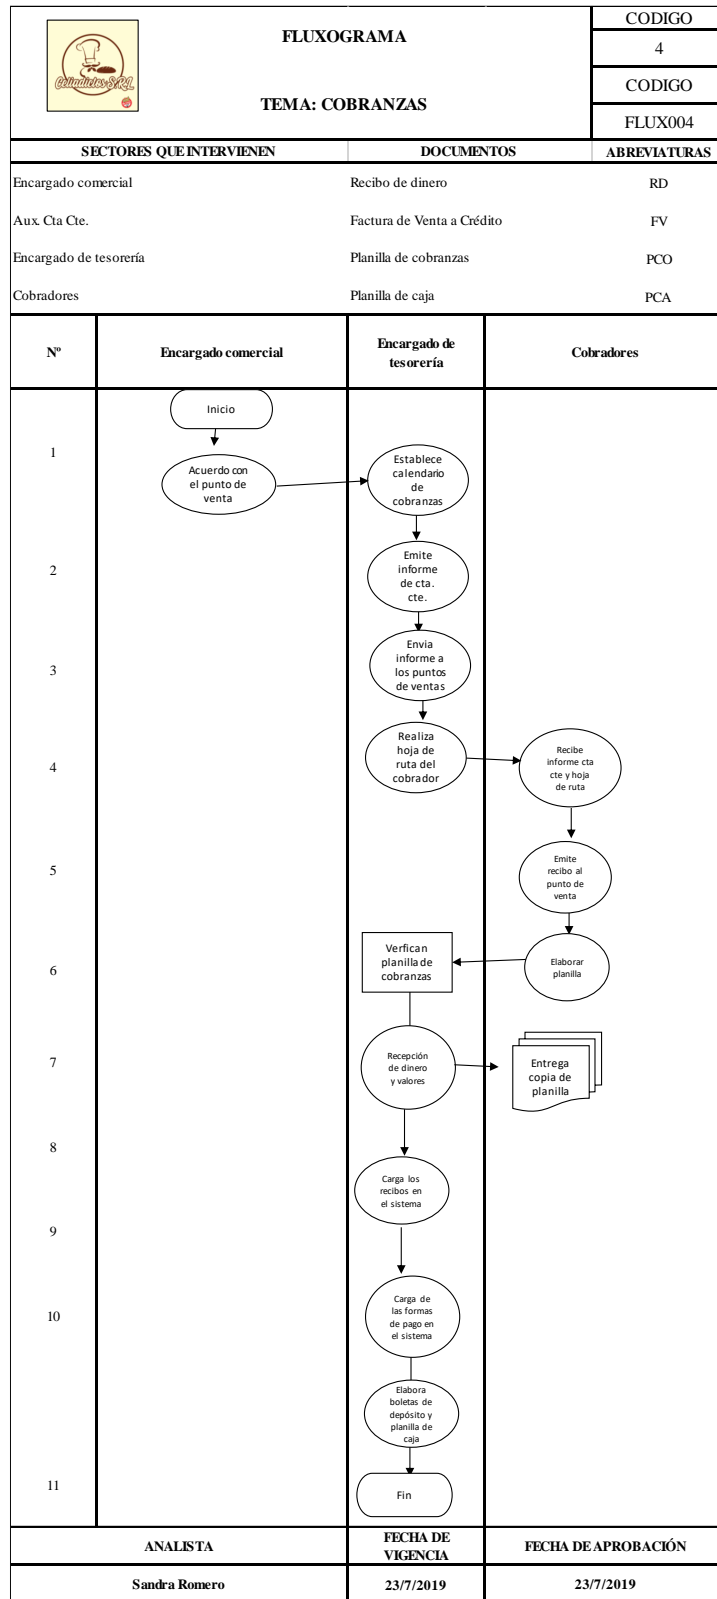 CODIGO
FLUXOGRAMA
4
Celiadictos S.R.L
CODIGO
TEMA: COBRANZAS
FLUX004
SECTORES QUE INTERVIENEN DOCUMENTOS ABREVIATURAS
Encargado comercial Recibo de dinero RD
Aux. Cta Cte. Factura de Venta a Crédito FV
Encargado de tesorería Planilla de cobranzas PCO
Cobradores Planilla de caja PCA
Nº Encargado comercial Encargado de tesorería Cobradores
Inicio
1
Acuerdo con
el punto de
venta
Establece
calendario
de
cobranzas
2
Emite
informe
de cta.
cte.
3
Envia
informe a
los puntos
de ventas
4
Realiza
hoja de
ruta del
cobrador
Recibe
informe cta
cte y hoja
de ruta
5
Emite
recibo al
punto de
venta
6
Verfican
planilla de
cobranzas
Elaborar
planilla
7
Recepción
de dinero
y valores
Entrega
copia de
planilla
8
Carga los
recibos en
el sistema
9
10
Carga de
las formas
de pago en
el sistema
Elabora
boletas de
depósito y
planilla de
caja
11
Fin
ANALISTA FECHA DE VIGENCIA FECHA DE APROBACIÓN
Sandra Romero 23/7/2019 23/7/2019